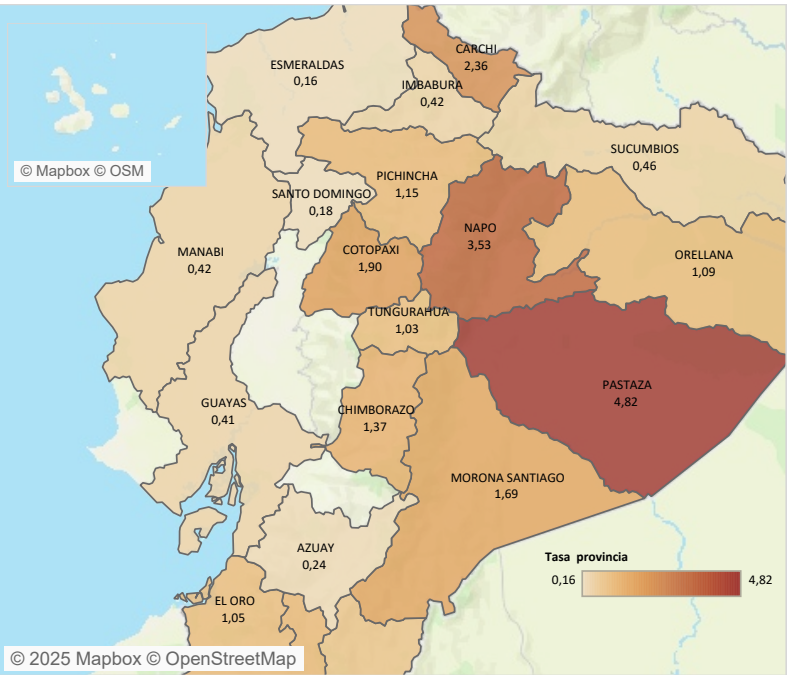 CARCHI
2,36
ESMERALDAS
0,16
IMBABURA
0,42
© Mapbox © OSM
SUCUMBIOS
0,46
PICHINCHA
1,15
SANTO DOMINGO
0,18
NAPO
3,53
MANABI
0,42
COTOPAXI
1,90
ORELLANA
1,09
TUNGURAHUA
1,03
PASTAZA
4,82
GUAYAS
0,41
CHIMBORAZO
1,37
MORONA SANTIAGO
1,69
AZUAY
0,24
Tasa provincia
0,16
4,82
EL ORO
1,05
© 2025 Mapbox © OpenStreetMap